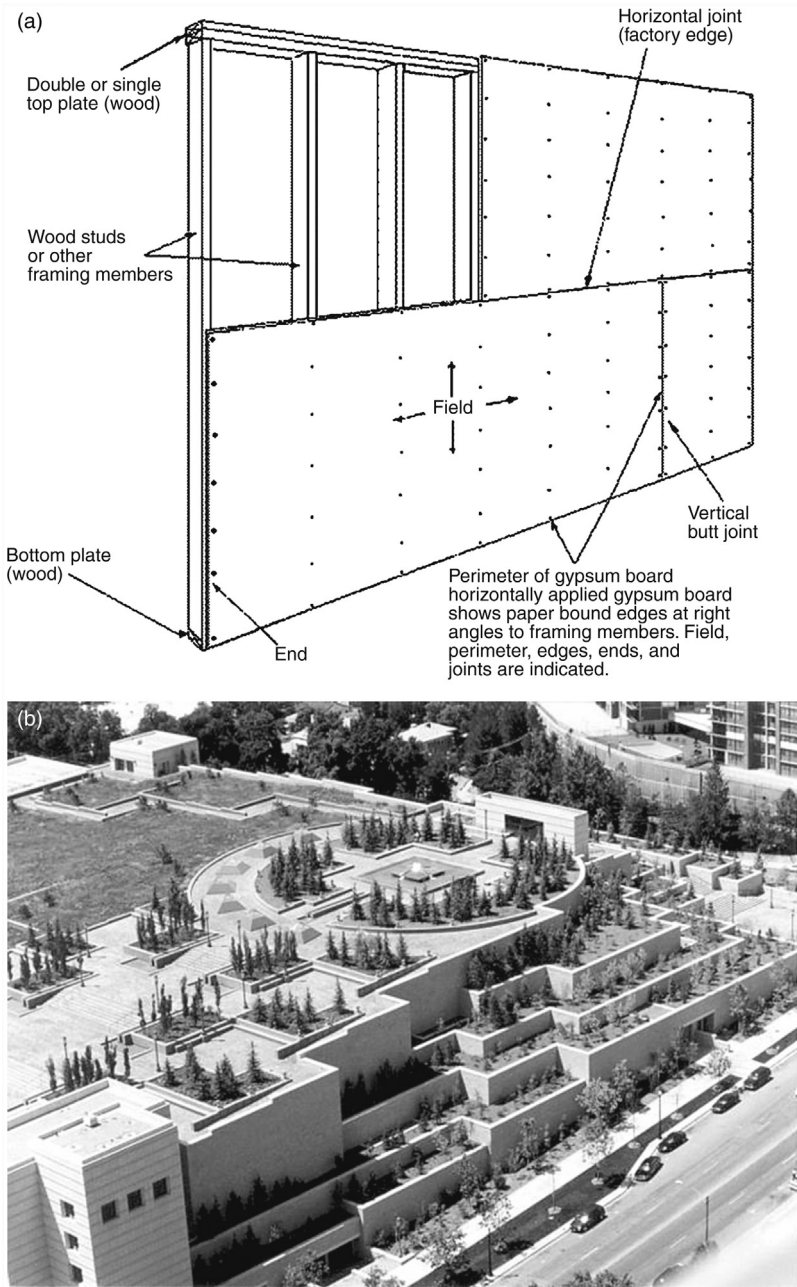 (a)
Horizontal joint
(factory edge)
Double or single
top plate (wood)
Wood studs
or other
framing members
Field
Vertical
butt joint
Bottom plate
(wood)
End
Perimeter of gypsum board
horizontally applied gypsum board
shows paper bound edges at right
angles to framing members. Field,
perimeter, edges, ends, and
joints are indicated.
(b)